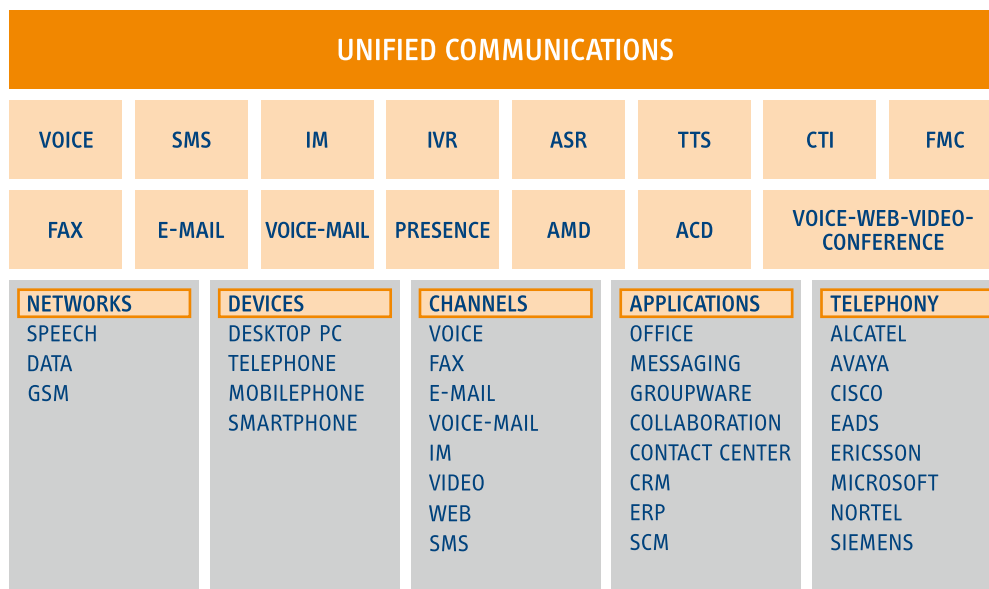 UNIFIED COMMUNICATIONS
VOICE
SMS
IM
IVR
ASR
TTS
CTI
FMC
FAX
E-MAIL
VOICE-MAIL
PRESENCE
AMD
ACD
VOICE-WEB-VIDEO-
CONFERENCE
NETWORKS
SPEECH
DATA
GSM
DEVICES
DESKTOP PC
TELEPHONE
MOBILEPHONE
SMARTPHONE
CHANNELS
VOICE
FAX
E-MAIL
VOICE-MAIL
IM
VIDEO
WEB
SMS
APPLICATIONS
OFFICE
MESSAGING
GROUPWARE
COLLABORATION
CONTACT CENTER
CRM
ERP
SCM
TELEPHONY
ALCATEL
AVAYA
CISCO
EADS
ERICSSON
MICROSOFT
NORTEL
SIEMENS